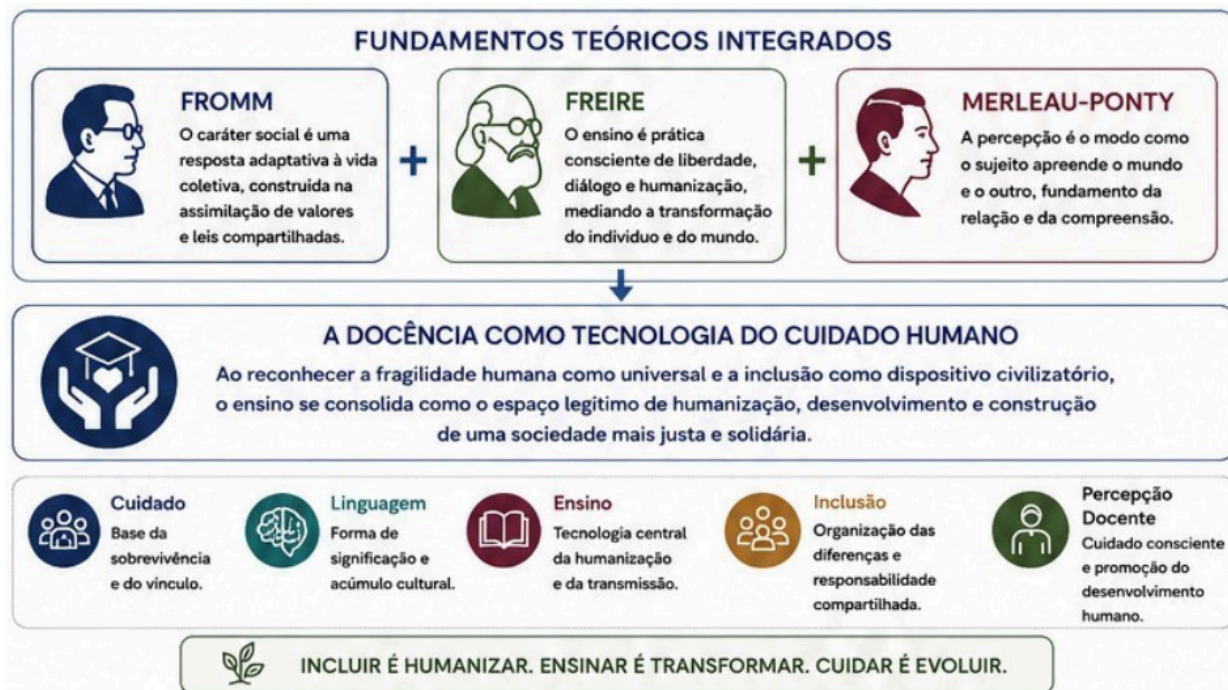 FUNDAMENTOS TEÓRICOS INTEGRADOS
FROMM
O caráter social é uma
resposta adaptativa à vida
coletiva, construida na
assimilação de valores
e leis compartilhadas.
FREIRE
O ensino é prática
consciente de liberdade,
diálogo e humanização,
mediando a transformação
do individuo e do mundo.
MERLEAU-PONTY
A percepção é o modo como
o sujeito apreende o mundo
e o outro, fundamento da
relação e da compreensão.
A DOCÊNCIA COMO TECNOLOGIA DO CUIDADO HUMANO
Ao reconhecer a fragilidade humana como universal e a inclusão como dispositivo civilizatório,
o ensino se consolida como o espaço legítimo de humanização, desenvolvimento e construção
de uma sociedade mais justa e solidária.
Cuidado
Base da
sobrevivência
e do vinculo.
Linguagem
Forma de
significação e
acúmulo cultural.
Ensino
Tecnologia central
da humanização
e da transmissão.
Inclusão
Organização das
diferenças e
responsabilidade
compartilhada.
Percepção
Docente
Cuidado consciente
e promoção do
desenvolvimento
humano.
INCLUIR É HUMANIZAR. ENSINAR É TRANSFORMAR. CUIDAR É EVOLUIR.